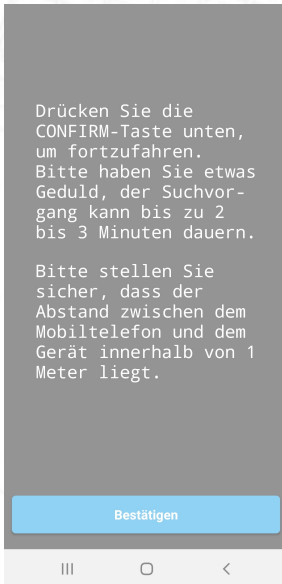 Drücken Sie die
CONFIRM-Taste unten,
um fortzufahren.
Bitte haben Sie etwas
Geduld, der Suchvor-
gang kann bis zu 2
bis 3 Minuten dauern.
Bitte stellen Sie
sicher, dass der
Abstand zwischen dem
Mobiltelefon und dem
Gerät innerhalb von 1
Meter liegt.
Bestätigen